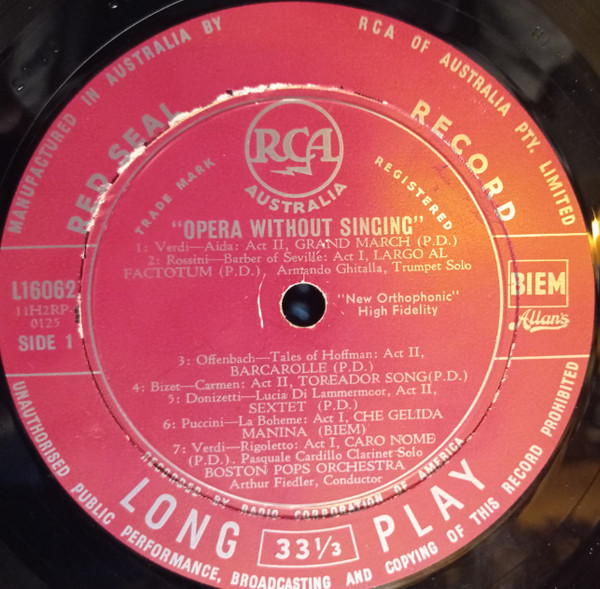 MANUFACTURED IN AUSTRALIA BY RCA OF AUSTRALIA PTY. LIMITED
RED SEAL RECORD
RCA
AUSTRALIA
TRADE MARK REGISTERED
"OPERA WITHOUT SINGING"
1: Verdi—Aida: Act II, GRAND MARCH (P.D.)
2: Rossini—Barber of Seville: Act I, LARGO AL
FACTOTUM (P.D.), Armando Ghitalla, Trumpet Solo
L16062
11H2RP-
0125
SIDE 1
"New Orthophonic"
High Fidelity
BIEM
Allan's
3: Offenbach—Tales of Hoffman: Act II,
BARCAROLLE (P.D.)
4: Bizet—Carmen: Act II, TOREADOR SONG(P.D.)
5: Donizetti—Lucia Di Lammermoor, Act II,
SEXTET (P.D.)
6: Puccini—La Boheme: Act I, CHE GELIDA
MANINA (BIEM)
7: Verdi—Rigoletto: Act I, CARO NOME
(P.D.). Pasquale Cardillo Clarinet Solo
BOSTON POPS ORCHESTRA
Arthur Fiedler, Conductor
RECORDED BY RADIO CORPORATION OF AMERICA
LONG 33 1/3 PLAY
UNAUTHORISED PUBLIC PERFORMANCE, BROADCASTING AND COPYING OF THIS RECORD PROHIBITED